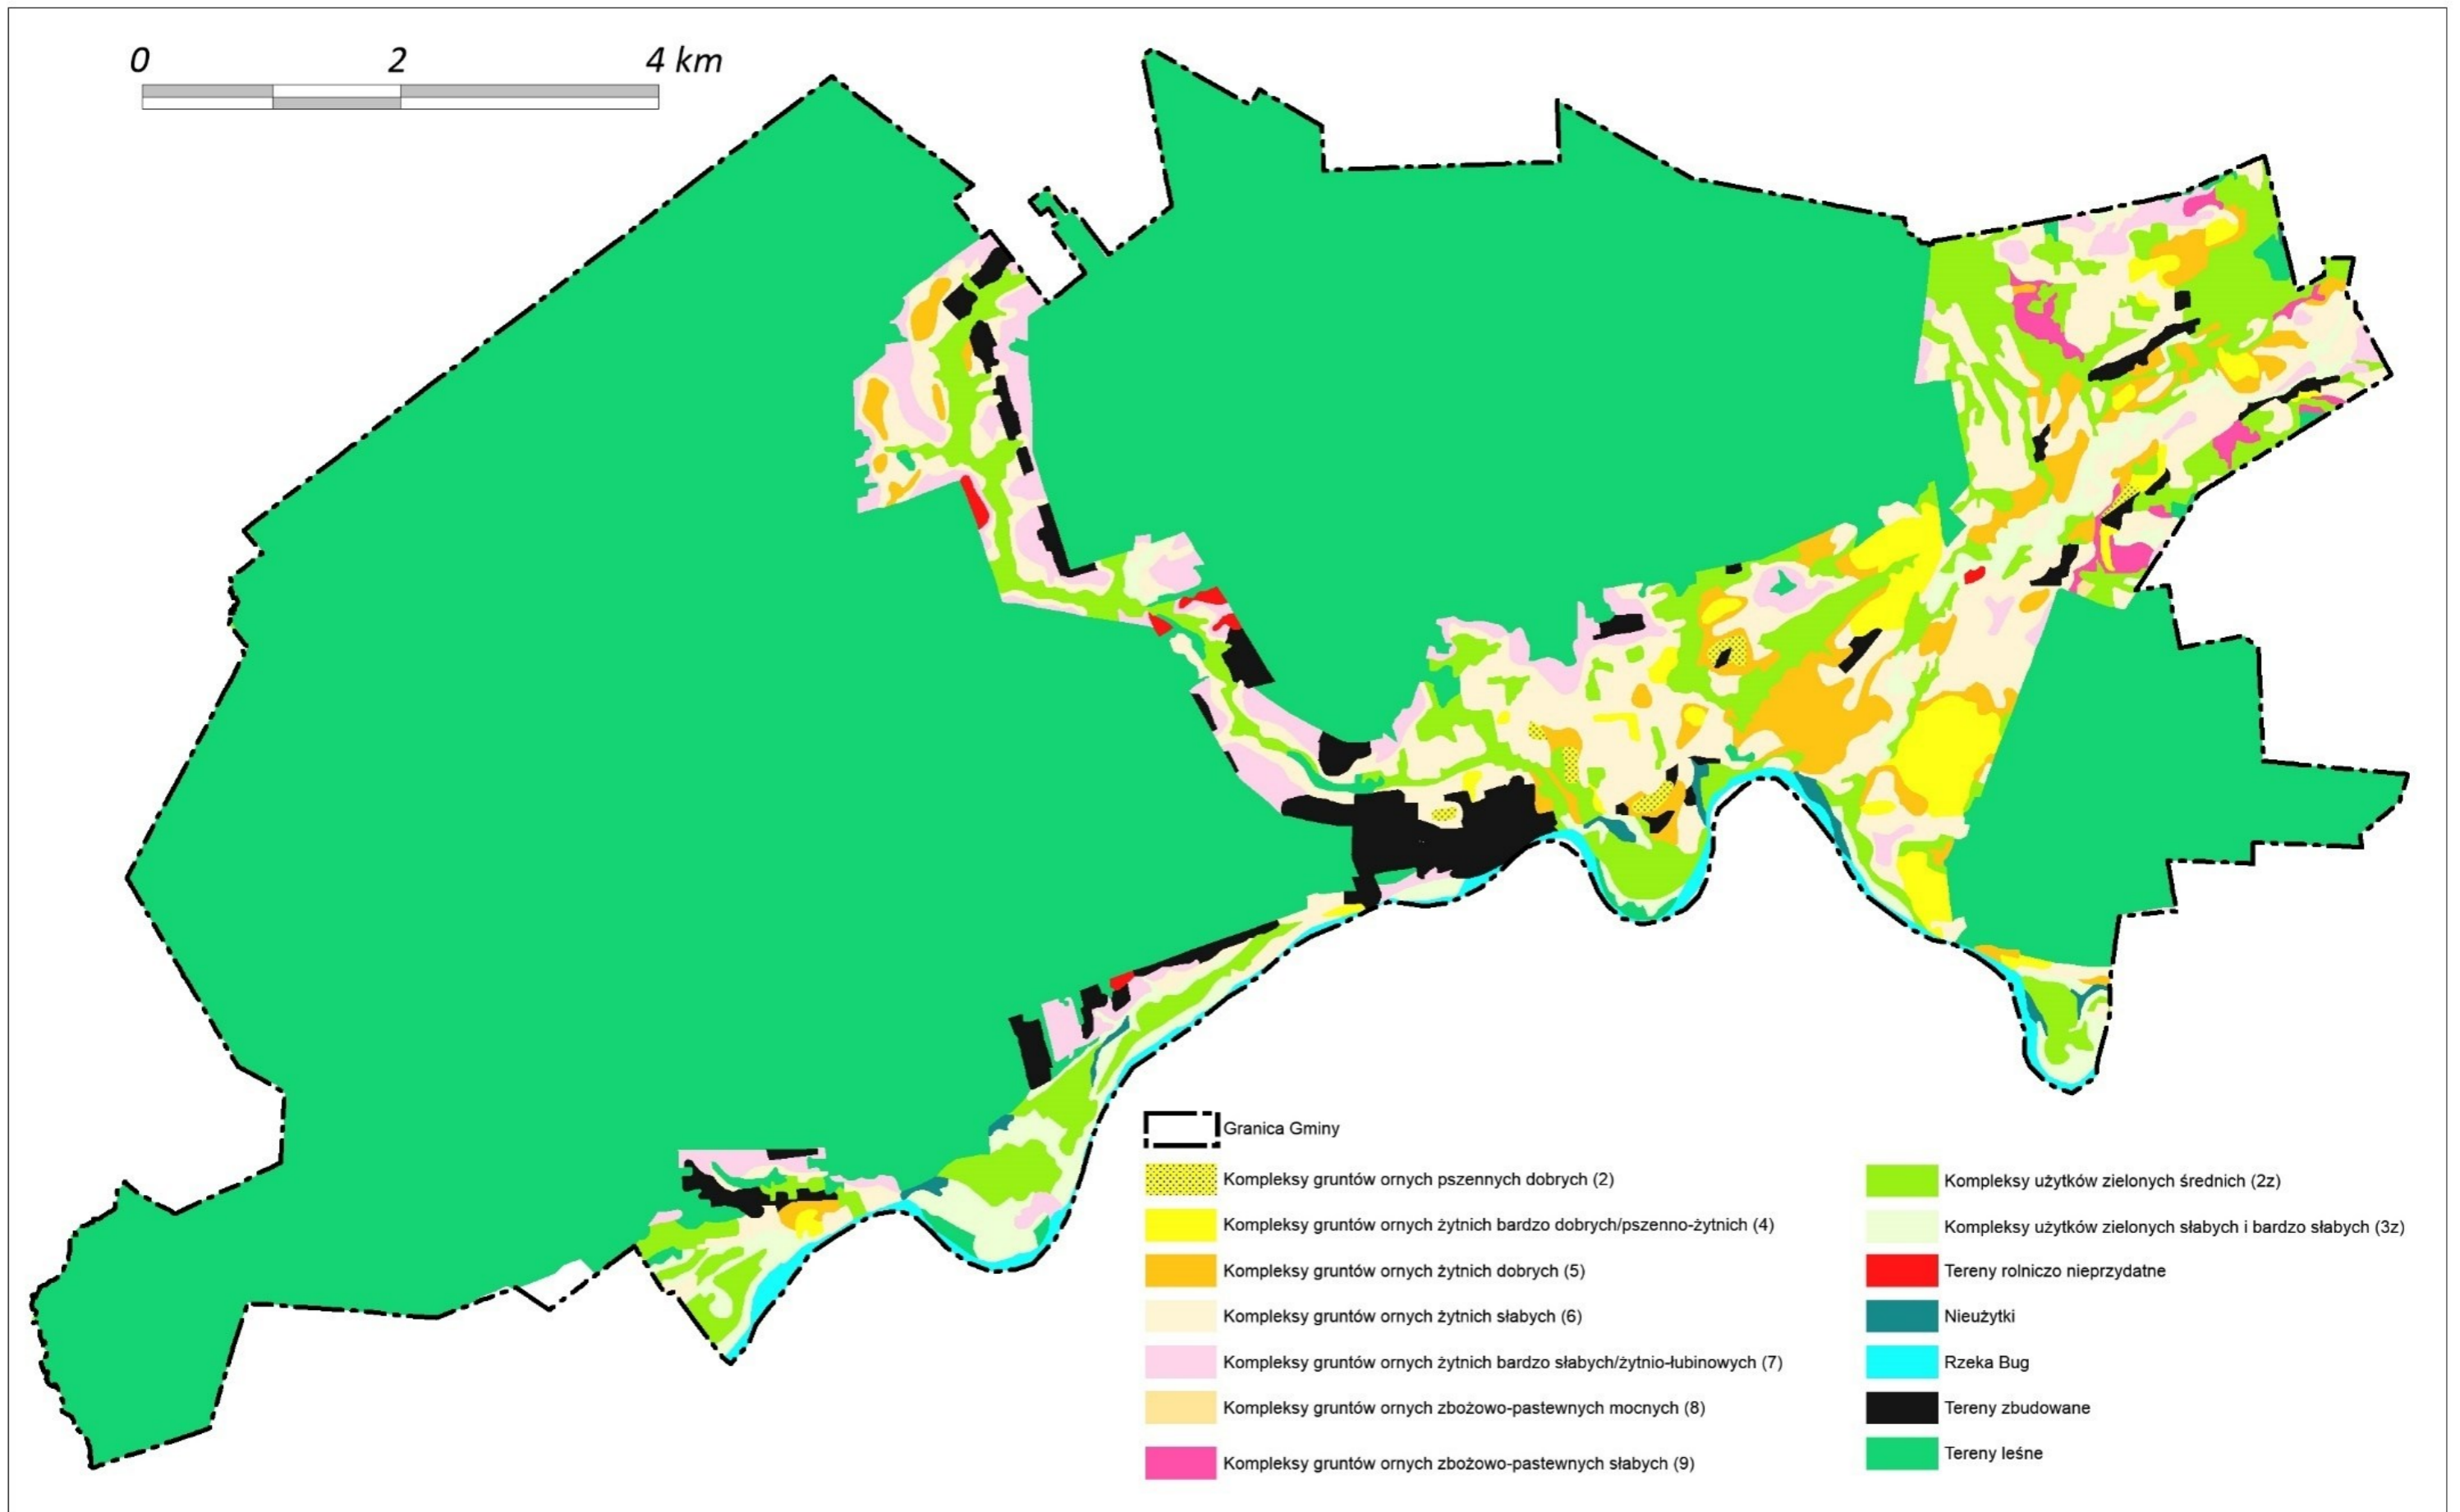 0 2 4 km
Granica Gminy
Kompleksy gruntów ornych pszennych dobrych (2)
Kompleksy gruntów ornych żytnich bardzo dobrych/pszenno-żytnich (4)
Kompleksy gruntów ornych żytnich dobrych (5)
Kompleksy gruntów ornych żytnich słabych (6)
Kompleksy gruntów ornych żytnich bardzo słabych/żytnio-łubinowych (7)
Kompleksy gruntów ornych zbożowo-pastewnych mocnych (8)
Kompleksy gruntów ornych zbożowo-pastewnych słabych (9)
Kompleksy użytków zielonych średnich (2z)
Kompleksy użytków zielonych słabych i bardzo słabych (3z)
Tereny rolniczo nieprzydatne
Nieużytki
Rzeka Bug
Tereny zbudowane
Tereny leśne